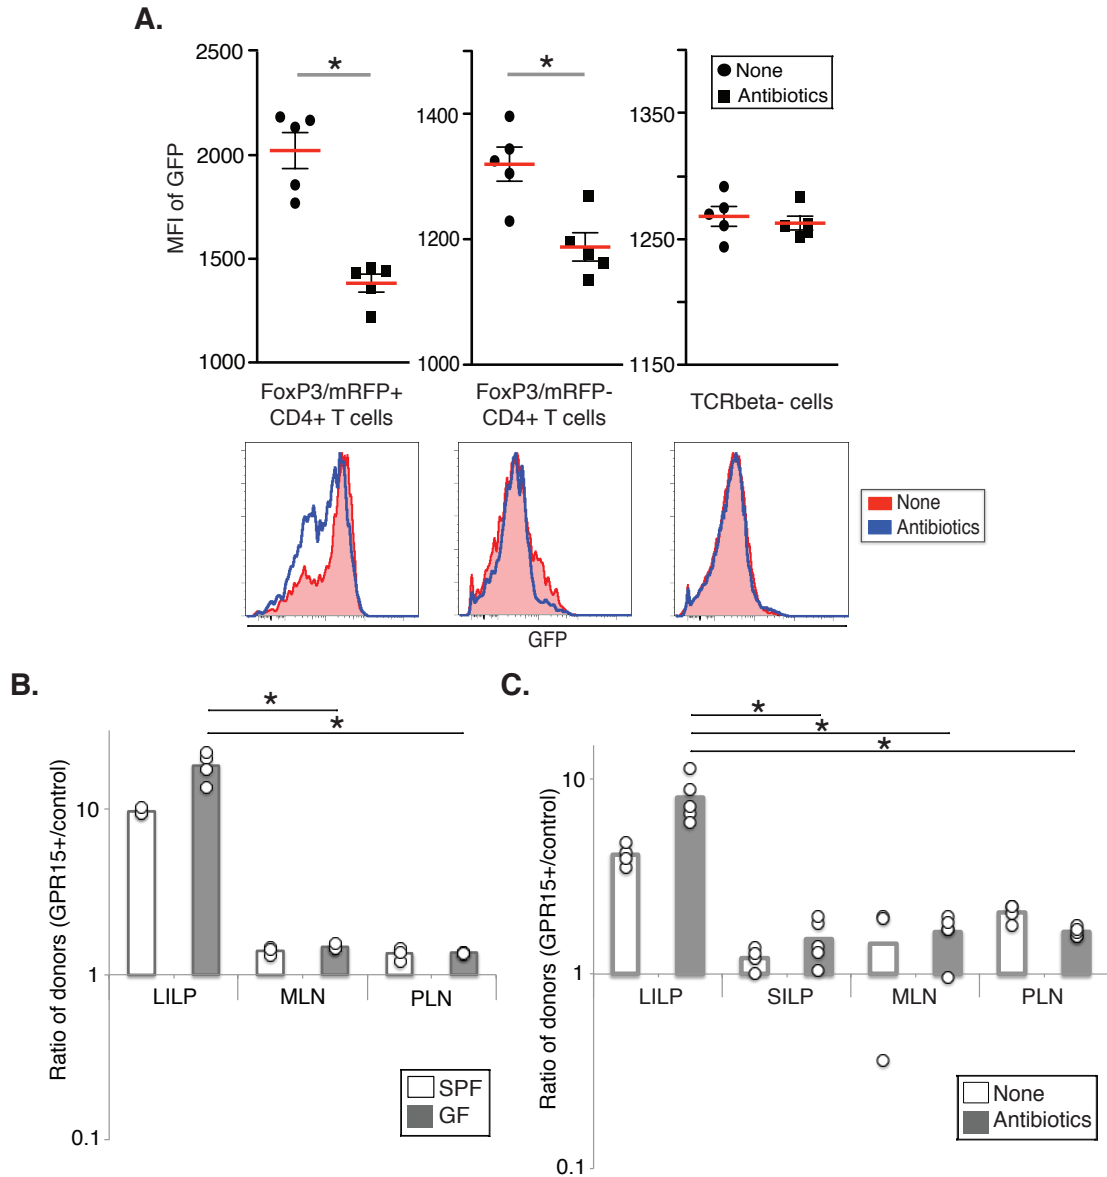 A.
MFI of GFP
2500
2000
1500
1000
*
1400
1200
1000
*
1350
1250
1150
None
Antibiotics
FoxP3/mRFP+
CD4+ T cells
FoxP3/mRFP-
CD4+ T cells
TCRbeta- cells
None
Antibiotics
GFP
B.
Ratio of donors (GPR15+/control)
10
1
0.1
*
*
LILP
MLN
PLN
SPF
GF
C.
Ratio of donors (GPR15+/control)
10
1
0.1
*
*
*
LILP
SILP
MLN
PLN
None
Antibiotics